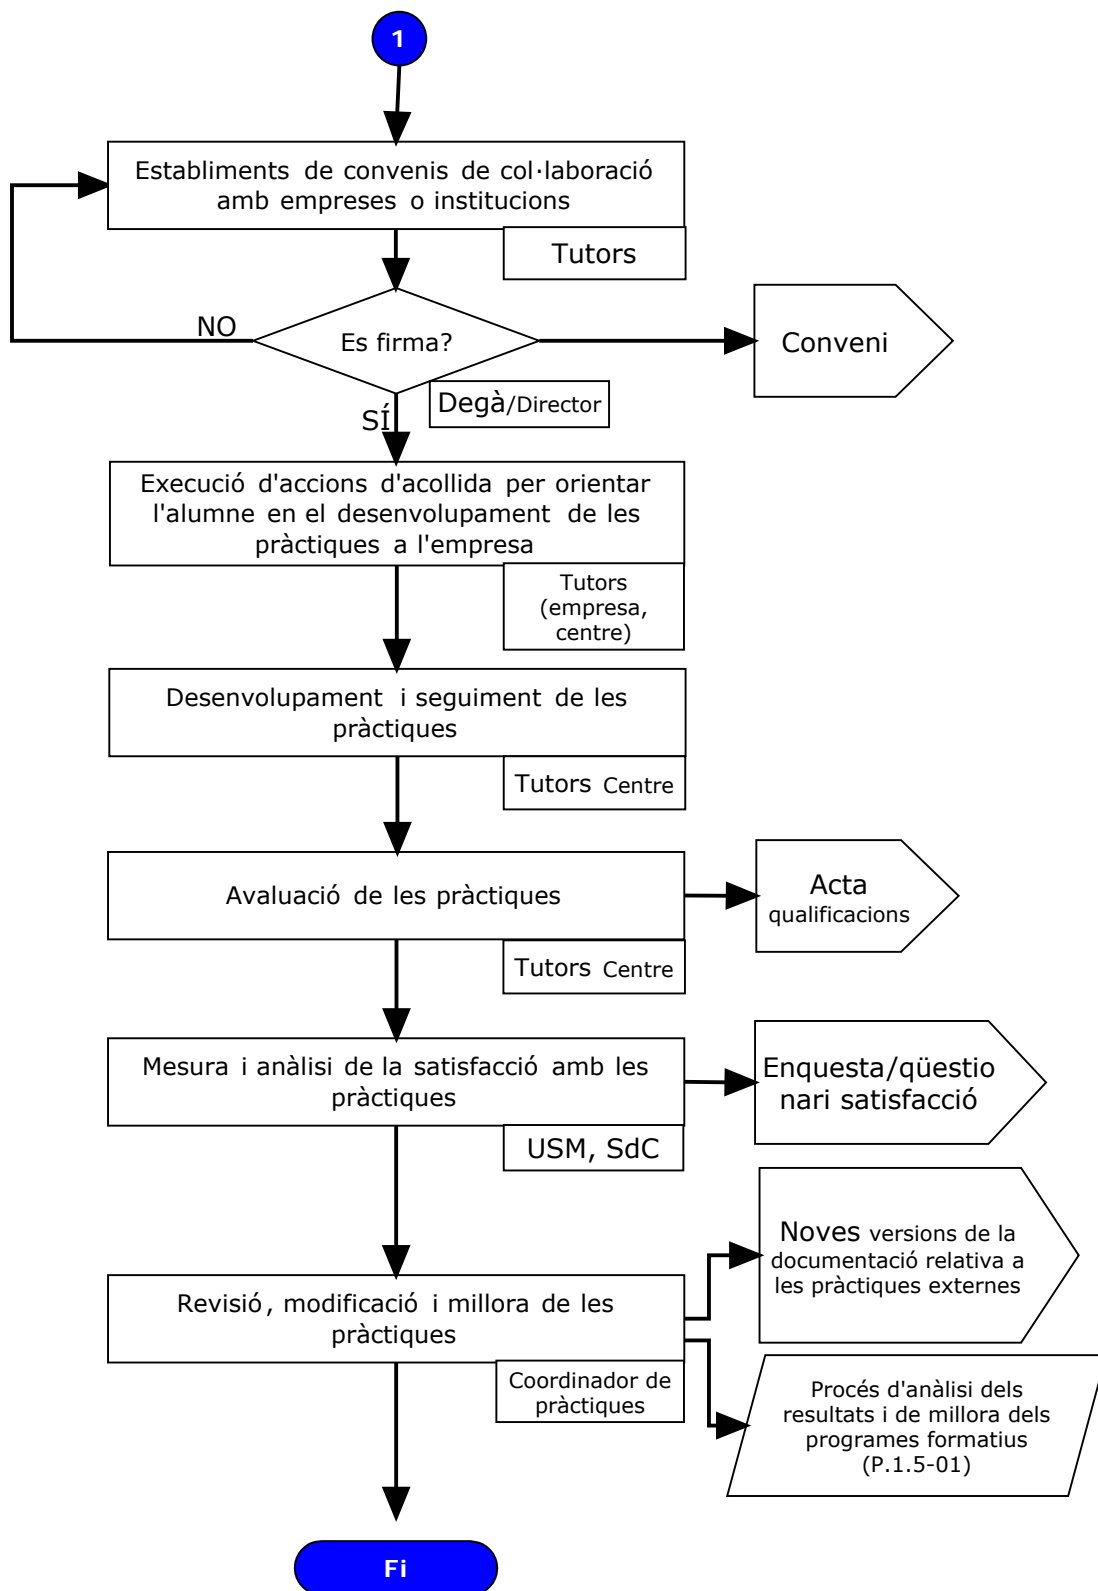 1
Establiments de convenis de col·laboració
amb empreses o institucions
Tutors
Es firma?
NO
Conveni
Degà/Director
SÍ
Execució d'accions d'acollida per orientar
l'alumne en el desenvolupament de les
pràctiques a l'empresa
Tutors
(empresa,
centre)
Desenvolupament i seguiment de les
pràctiques
Tutors Centre
Avaluació de les pràctiques
Acta
qualificacions
Tutors Centre
Mesura i anàlisi de la satisfacció amb les
pràctiques
Enquesta/qüestio
nari satisfacció
USM, SdC
Noves versions de la
documentació relativa a
les pràctiques externes
Revisió, modificació i millora de les
pràctiques
Coordinador de
pràctiques
Procés d'anàlisi dels
resultats i de millora dels
programes formatius
(P.1.5-01)
Fi